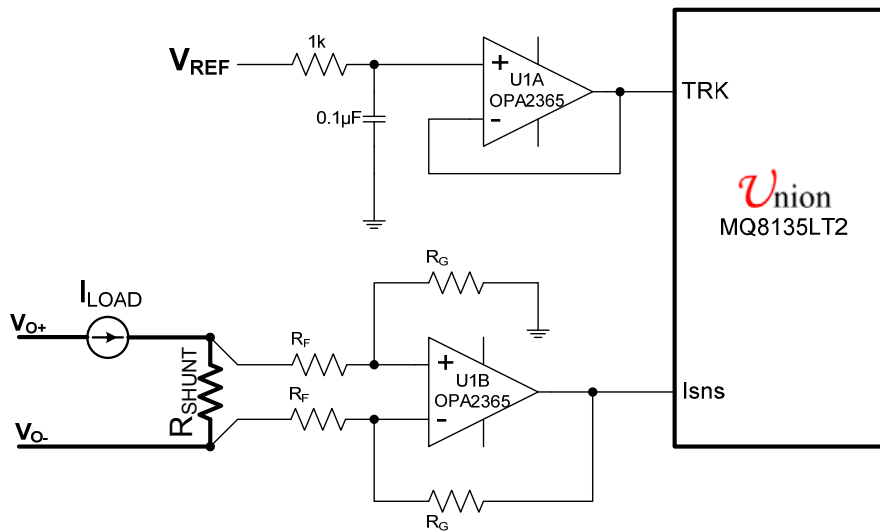 1k
VREF
U1A
OPA2365
0.1µF
+
-
TRK
Union
MQ8135LT2
RG
ILOAD
VO+
RF
+
U1B
OPA2365
-
RF
RSHUNT
Isns
VO-
RG